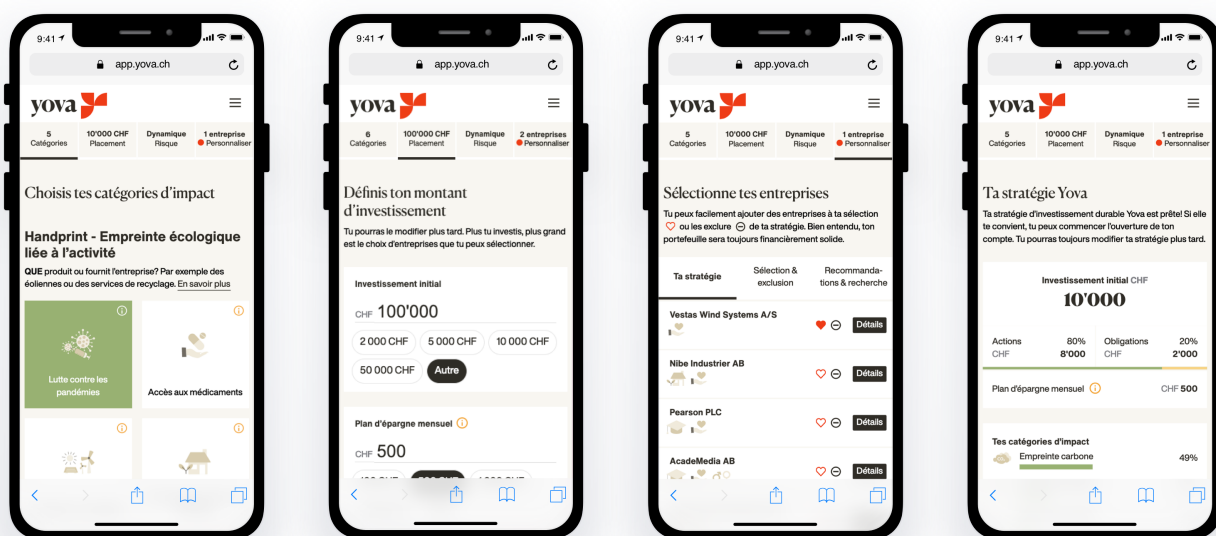 9:41
app.yova.ch
yova
5 10'000 CHF Dynamique 1 entreprise
Catégories Placement Risque Personnaliser
Choisis tes catégories d'impact
Handprint - Empreinte écologique
liée à l'activité
QUE produit ou fournit l'entreprise? Par exemple des
éoliennes ou des services de recyclage. En savoir plus
Lutte contre les
pandémies
Accès aux médicaments
9:41
app.yova.ch
yova
6 100'000 CHF Dynamique 2 entreprises
Catégories Placement Risque Personnaliser
Définis ton montant
d'investissement
Tu pourras le modifier plus tard. Plus tu investis, plus grand
est le choix d'entreprises que tu peux sélectionner.
Investissement initial
CHF 100'000
2 000 CHF 5 000 CHF 10 000 CHF
50 000 CHF Autre
Plan d'épargne mensuel
CHF 500
9:41
app.yova.ch
yova
5 10'000 CHF Dynamique 1 entreprise
Catégories Placement Risque Personnaliser
Sélectionne tes entreprises
Tu peux facilement ajouter des entreprises à ta sélection
ou les exclure de ta stratégie. Bien entendu, ton
portefeuille sera toujours financièrement solide.
Ta stratégie
Sélection &
exclusion
Recommanda-
tions & recherche
Vestas Wind Systems A/S
Détails
Nibe Industrier AB
Détails
Pearson PLC
Détails
AcadeMedia AB
Détails
9:41
app.yova.ch
yova
5 10'000 CHF Dynamique 1 entreprise
Catégories Placement Risque Personnaliser
Ta stratégie Yova
Ta stratégie d'investissement durable Yova est prête! Si elle
te convient, tu peux commencer l'ouverture de ton
compte. Tu pourras toujours modifier ta stratégie plus tard.
Investissement initial CHF
10'000
Actions 80% Obligations 20%
CHF 8'000 CHF 2'000
Plan d'épargne mensuel CHF 500
Tes catégories d'impact
Empreinte carbone 49%